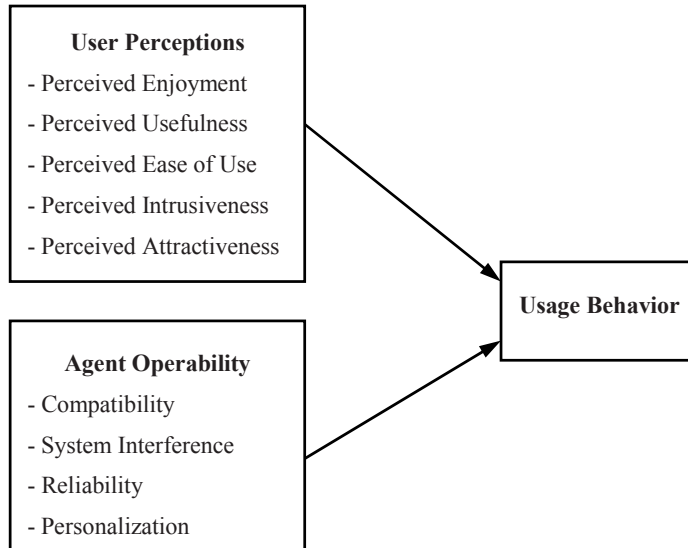 User Perceptions
- Perceived Enjoyment
- Perceived Usefulness
- Perceived Ease of Use
- Perceived Intrusiveness
- Perceived Attractiveness
Usage Behavior
Agent Operability
- Compatibility
- System Interference
- Reliability
- Personalization